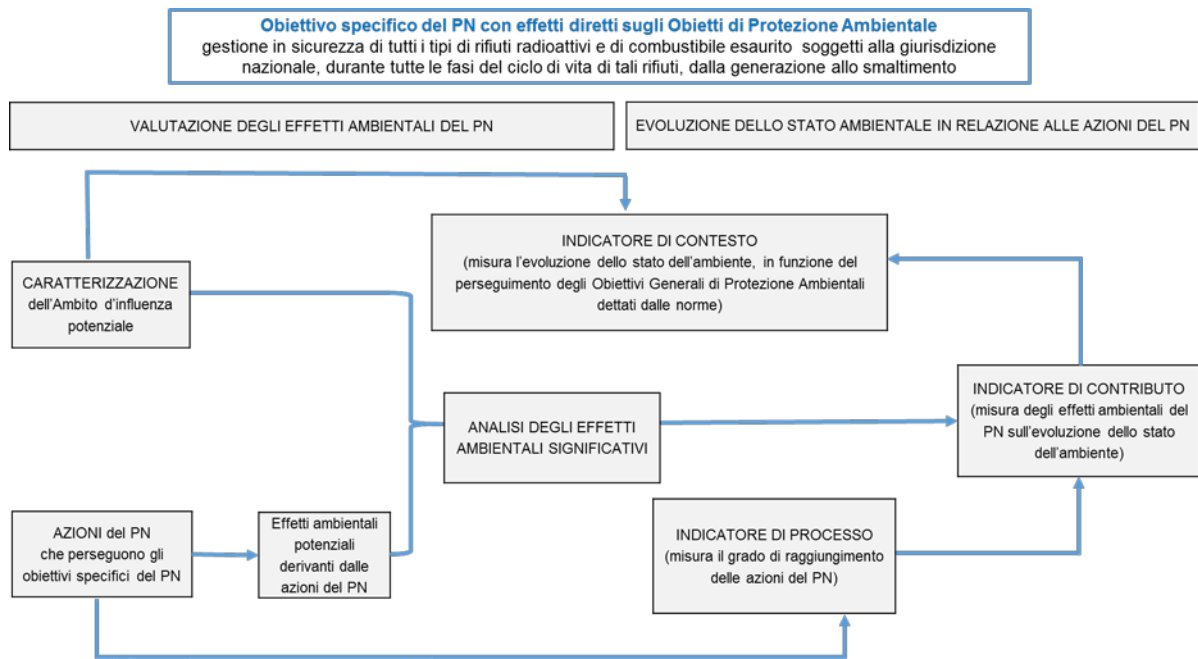 Obiettivo specifico del PN con effetti diretti sugli Obietti di Protezione Ambientale
gestione in sicurezza di tutti i tipi di rifiuti radioattivi e di combustibile esaurito soggetti alla giurisdizione
nazionale, durante tutte le fasi del ciclo di vita di tali rifiuti, dalla generazione allo smaltimento
VALUTAZIONE DEGLI EFFETTI AMBIENTALI DEL PN
EVOLUZIONE DELLO STATO AMBIENTALE IN RELAZIONE ALLE AZIONI DEL PN
INDICATORE DI CONTESTO
(misura l'evoluzione dello stato dell'ambiente, in funzione del
perseguimento degli Obiettivi Generali di Protezione Ambientali
dettati dalle norme)
CARATTERIZZAZIONE
dell'Ambito d'influenza
potenziale
INDICATORE DI CONTRIBUTO
(misura degli effetti ambientali del
PN sull'evoluzione dello stato
dell'ambiente)
ANALISI DEGLI EFFETTI
AMBIENTALI SIGNIFICATIVI
AZIONI del PN
che perseguono gli
obiettivi specifici del PN
Effetti ambientali
potenziali
derivanti dalle
azioni del PN
INDICATORE DI PROCESSO
(misura il grado di raggiungimento
delle azioni del PN)